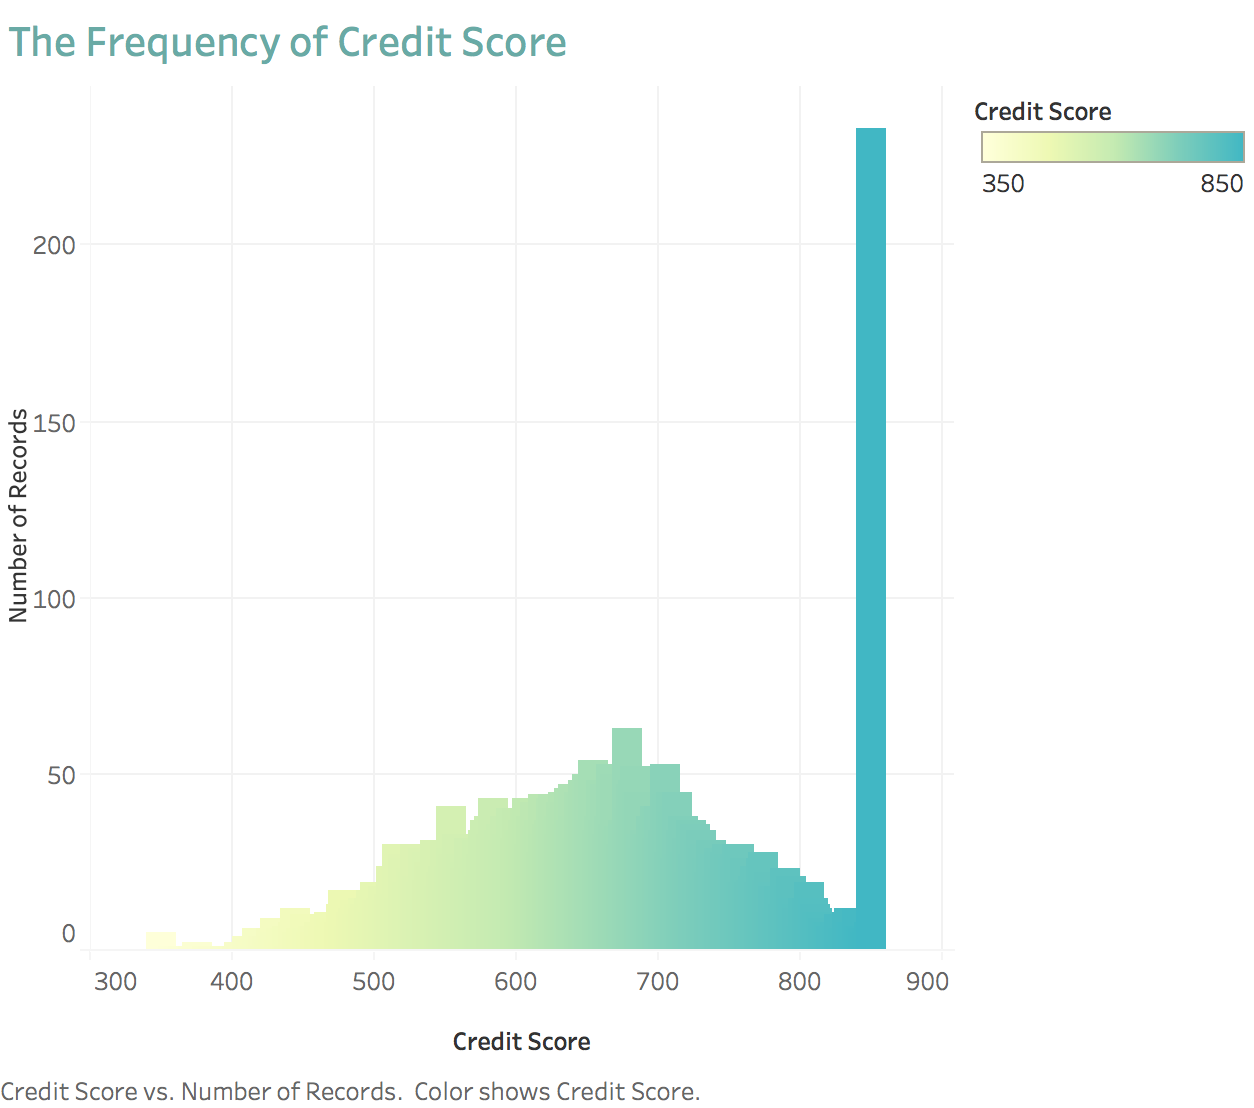 The Frequency of Credit Score
Credit Score
350 850
200
150
100
50
0
Number of Records
300 400 500 600 700 800 900
Credit Score
Credit Score vs. Number of Records.  Color shows Credit Score.